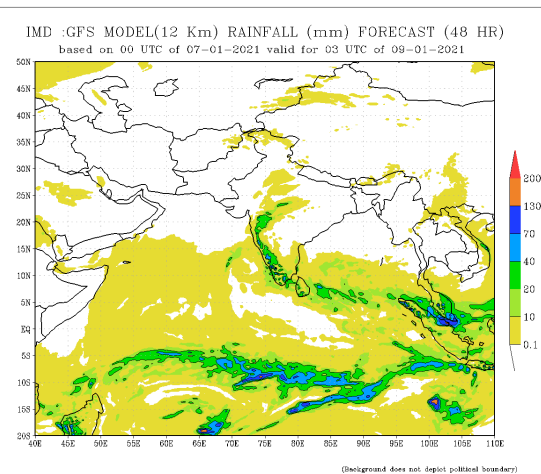 IMD :GFS MODEL(12 Km) RAINFALL (mm) FORECAST (48 HR)
based on 00 UTC of 07-01-2021 valid for 03 UTC of 09-01-2021
50N
45N
40N
35N
30N
25N
20N
15N
10N
5N
EQ
5S
10S
15S
20S
40E 45E 50E 55E 60E 65E 70E 75E 80E 85E 90E 95E 100E 105E 110E
200
130
70
40
20
10
0.1
(Background does not depict political boundary)